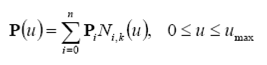 P(u) = ∑_{i=0}^{n} P_i N_{i,k}(u), 0 ≤ u ≤ u_max